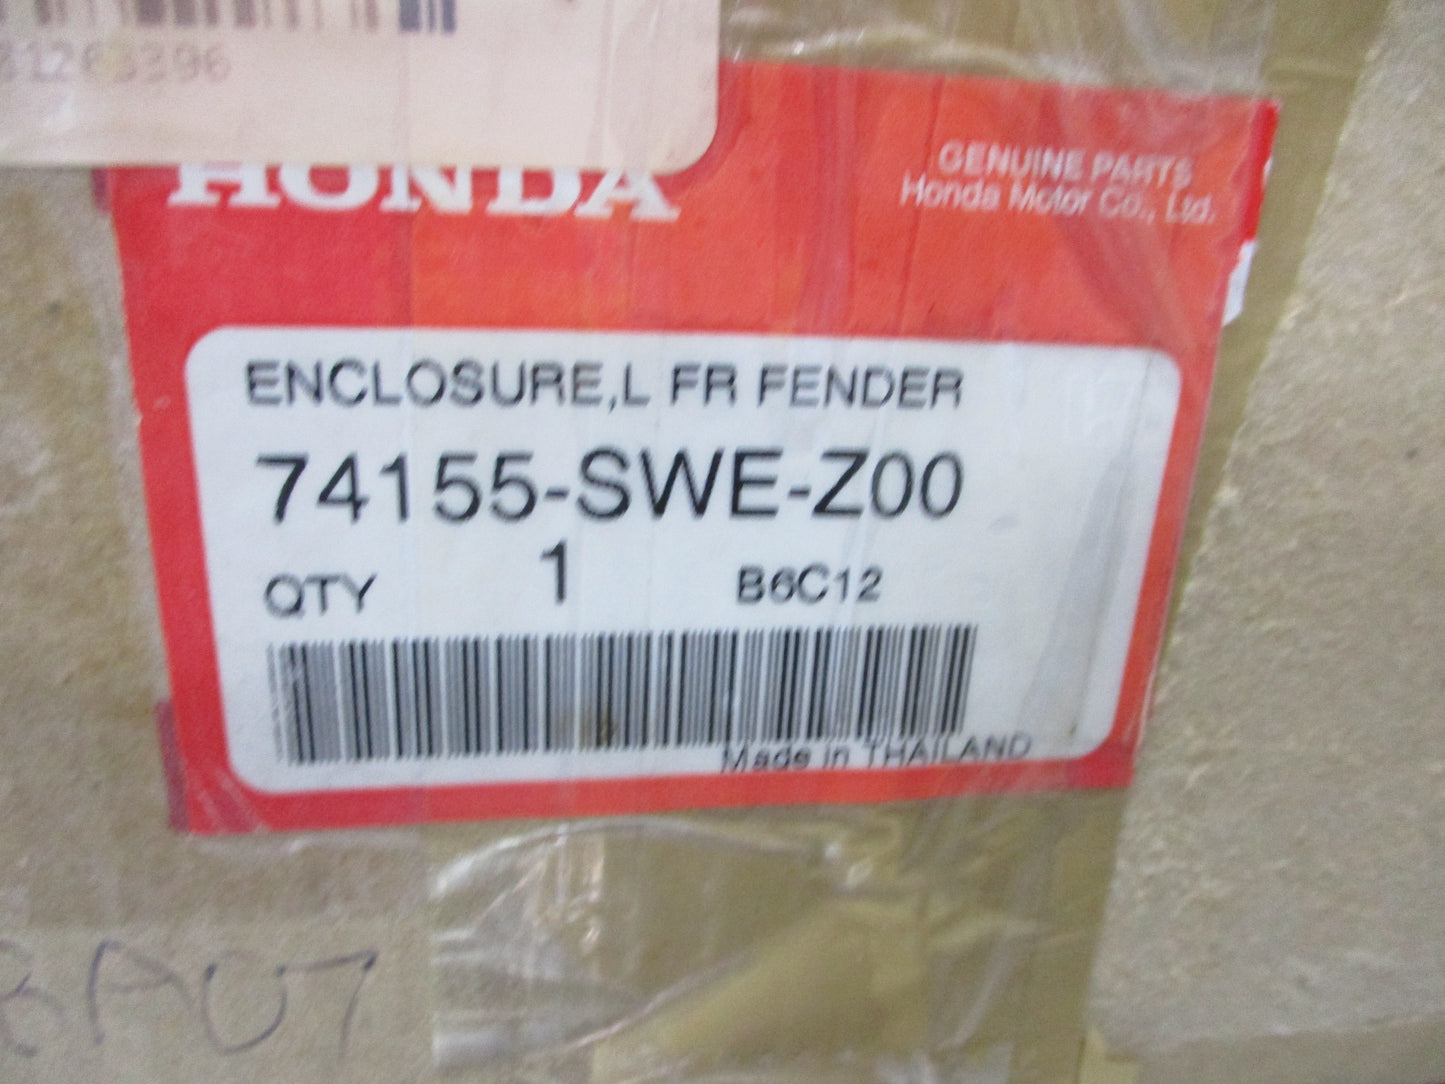 HONDA
GENUINE PARTS
Honda Motor Co., Ltd.
ENCLOSURE,L FR FENDER
74155-SWE-Z00
QTY 1 B6C12
Made in THAILAND